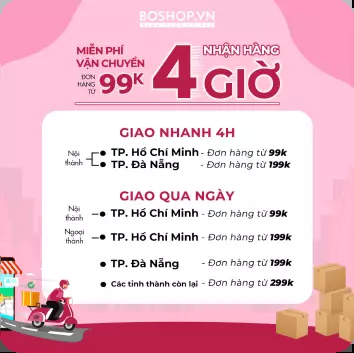 BOSHOP.VN
MIỄN PHÍ
VẬN CHUYỂN
ĐƠN HÀNG TỪ 99K
NHẬN HÀNG
4 GIỜ
GIAO NHANH 4H
Nội thành
TP. Hồ Chí Minh - Đơn hàng từ 99k
TP. Đà Nẵng - Đơn hàng từ 199k
GIAO QUA NGÀY
Nội thành TP. Hồ Chí Minh - Đơn hàng từ 99k
Ngoại thành TP. Hồ Chí Minh - Đơn hàng từ 199k
TP. Đà Nẵng - Đơn hàng từ 199k
Các tỉnh thành còn lại - Đơn hàng từ 299k